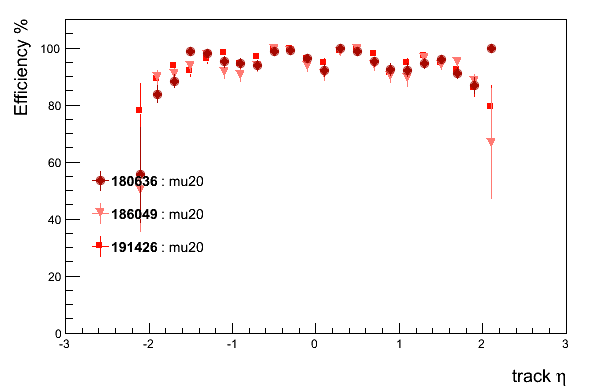 Efficiency %
100
80
60
40
20
0
180636 : mu20
186049 : mu20
191426 : mu20
-3 -2 -1 0 1 2 3
track η